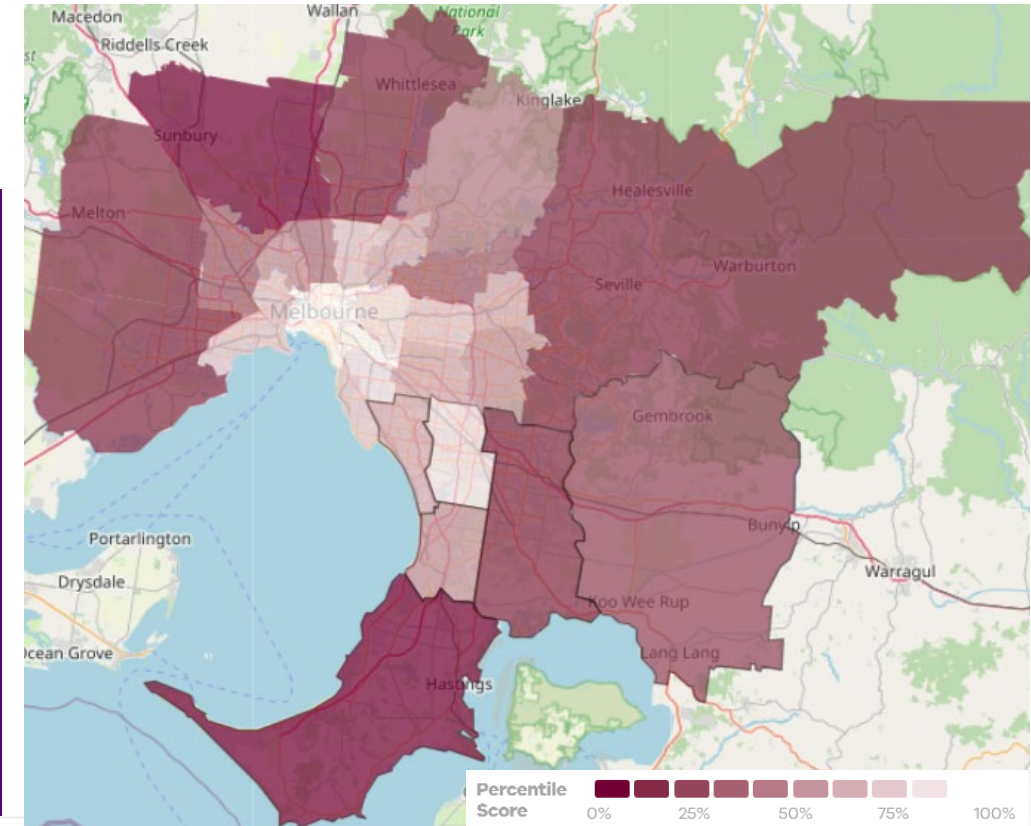 Macedon
Wallan
National
Park
Riddells Creek
st
Whittlesea
Kinglake
Sunbury
Healesville
Melton
Warburton
Seville
Melbourne
Gembrook
Bunyip
Portarlington
Warragul
Drysdale
Koo Wee Rup
Ocean Grove
Lang Lang
Hastings
Percentile
Score
0% 25% 50% 75% 100%